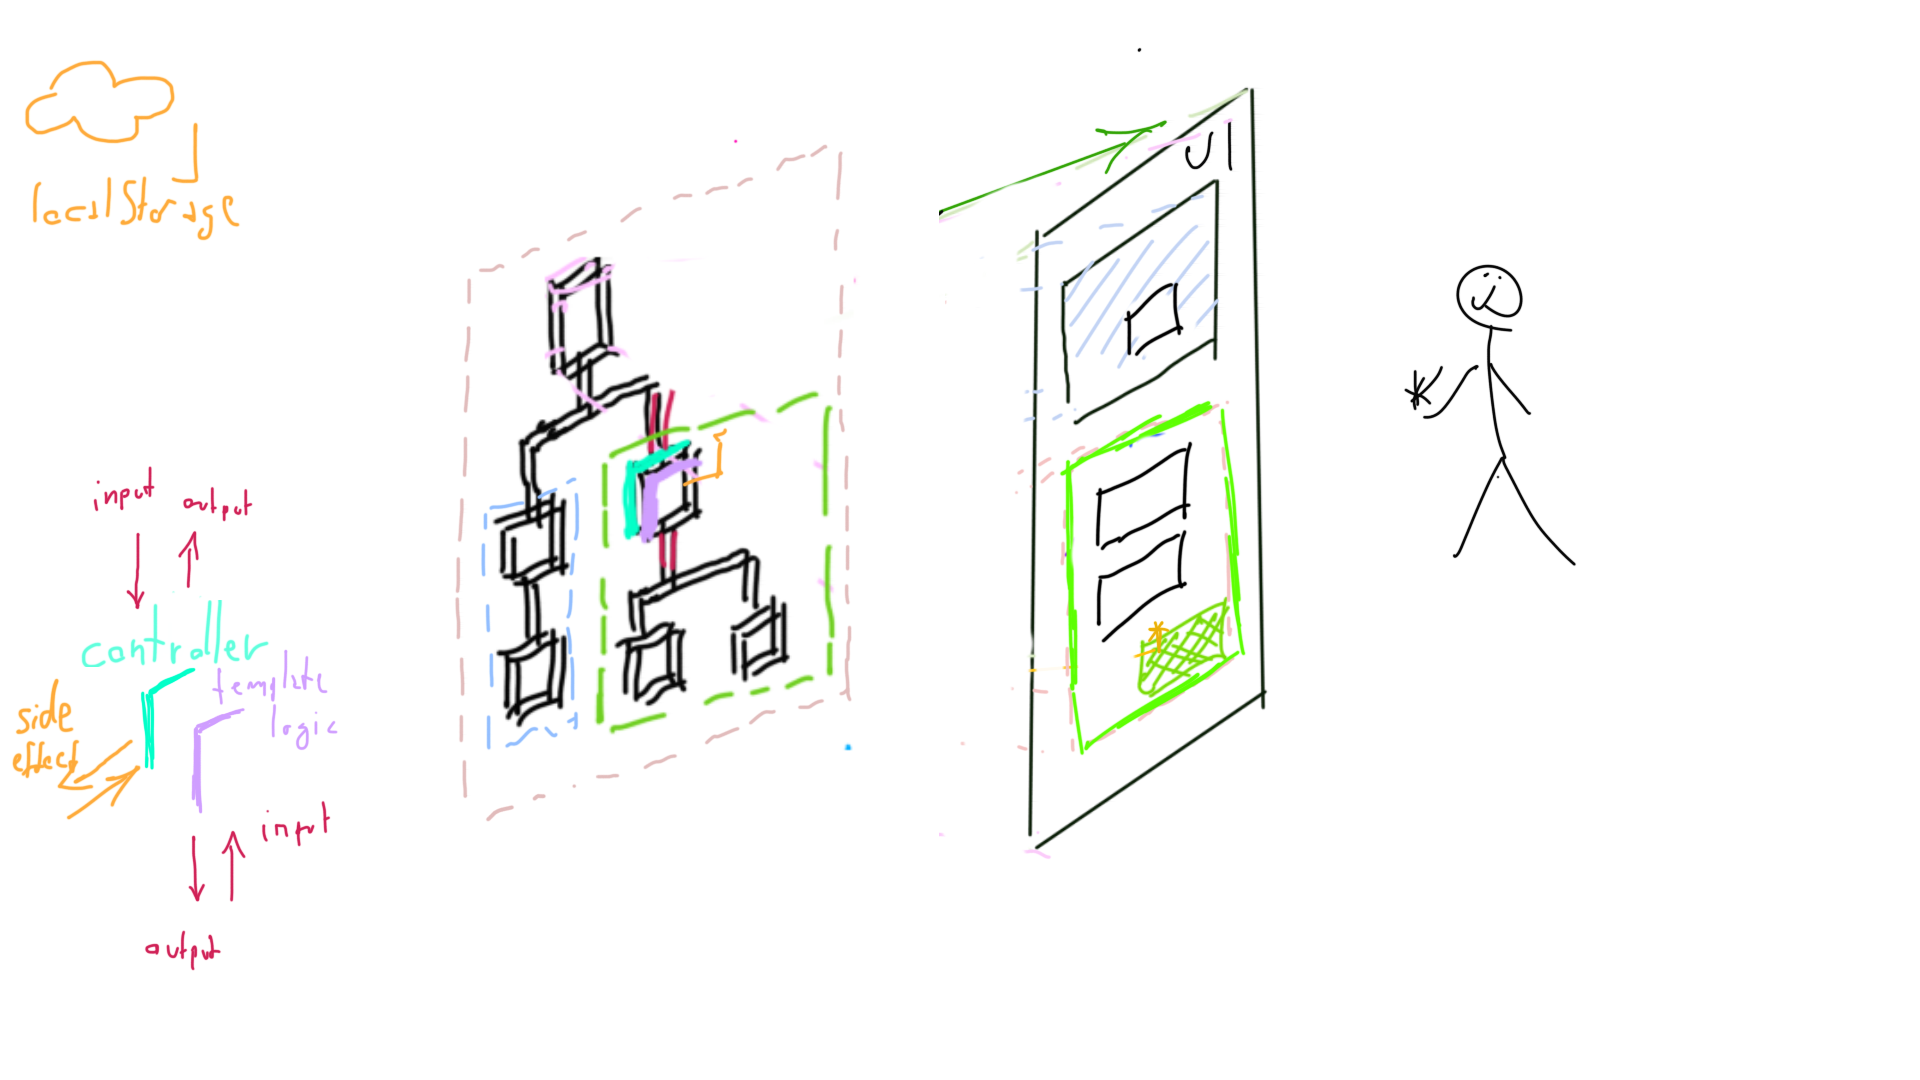 localStorage
UI
input
output
controller
template
logic
side
effect
input
output